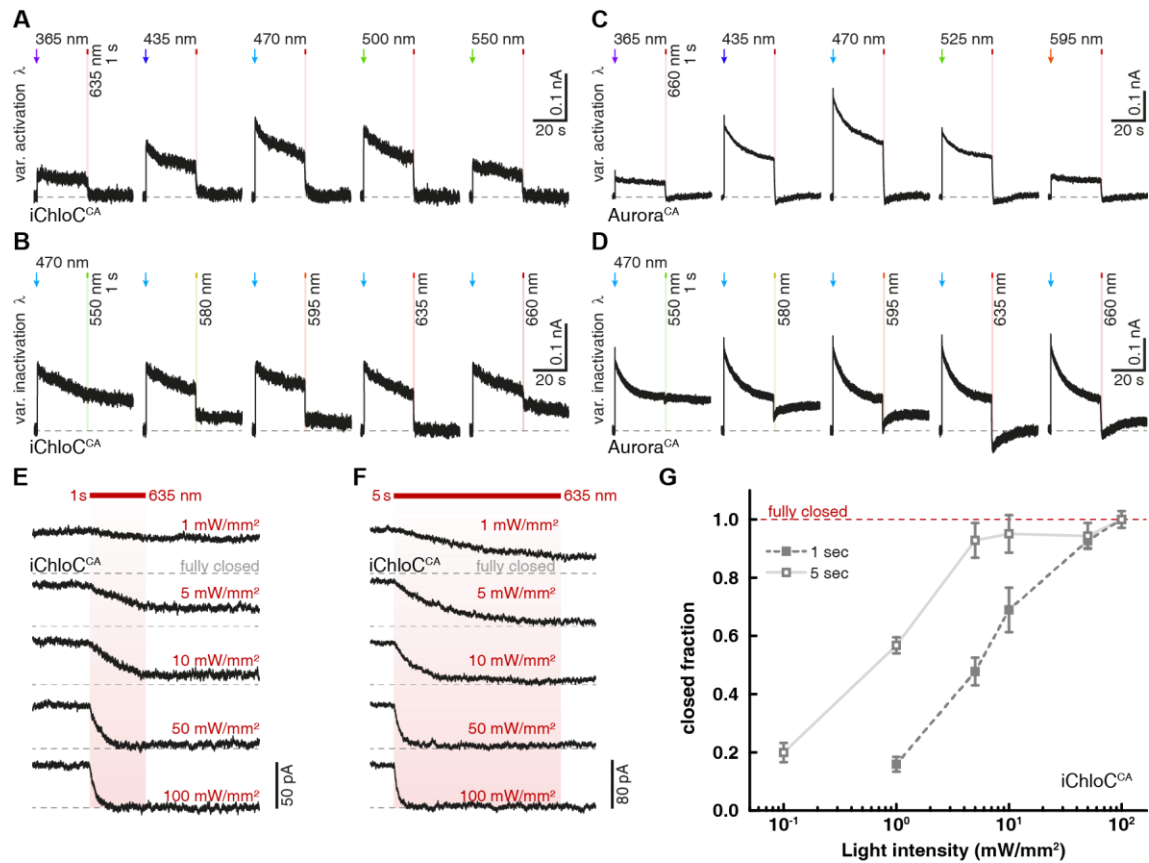 A
365 nm 435 nm 470 nm 500 nm 550 nm
635 nm
1 s
var. activation λ
0.1 nA
20 s
iChloC^CA
C
365 nm 435 nm 470 nm 525 nm 595 nm
660 nm
1 s
var. activation λ
0.1 nA
20 s
Aurora^CA
B
470 nm
550 nm
1 s
580 nm
595 nm
635 nm
660 nm
var. inactivation λ
0.1 nA
20 s
iChloC^CA
D
470 nm
550 nm
1 s
580 nm
595 nm
635 nm
660 nm
var. inactivation λ
0.1 nA
20 s
Aurora^CA
E
1 s 635 nm
1 mW/mm²
iChloC^CA fully closed
5 mW/mm²
10 mW/mm²
50 mW/mm²
100 mW/mm²
50 pA
F
5 s 635 nm
1 mW/mm²
iChloC^CA fully closed
5 mW/mm²
10 mW/mm²
50 mW/mm²
100 mW/mm²
80 pA
G
fully closed
1 sec
5 sec
1.0
0.8
0.6
0.4
0.2
0.0
closed fraction
iChloC^CA
10⁻¹ 10⁰ 10¹ 10²
Light intensity (mW/mm²)